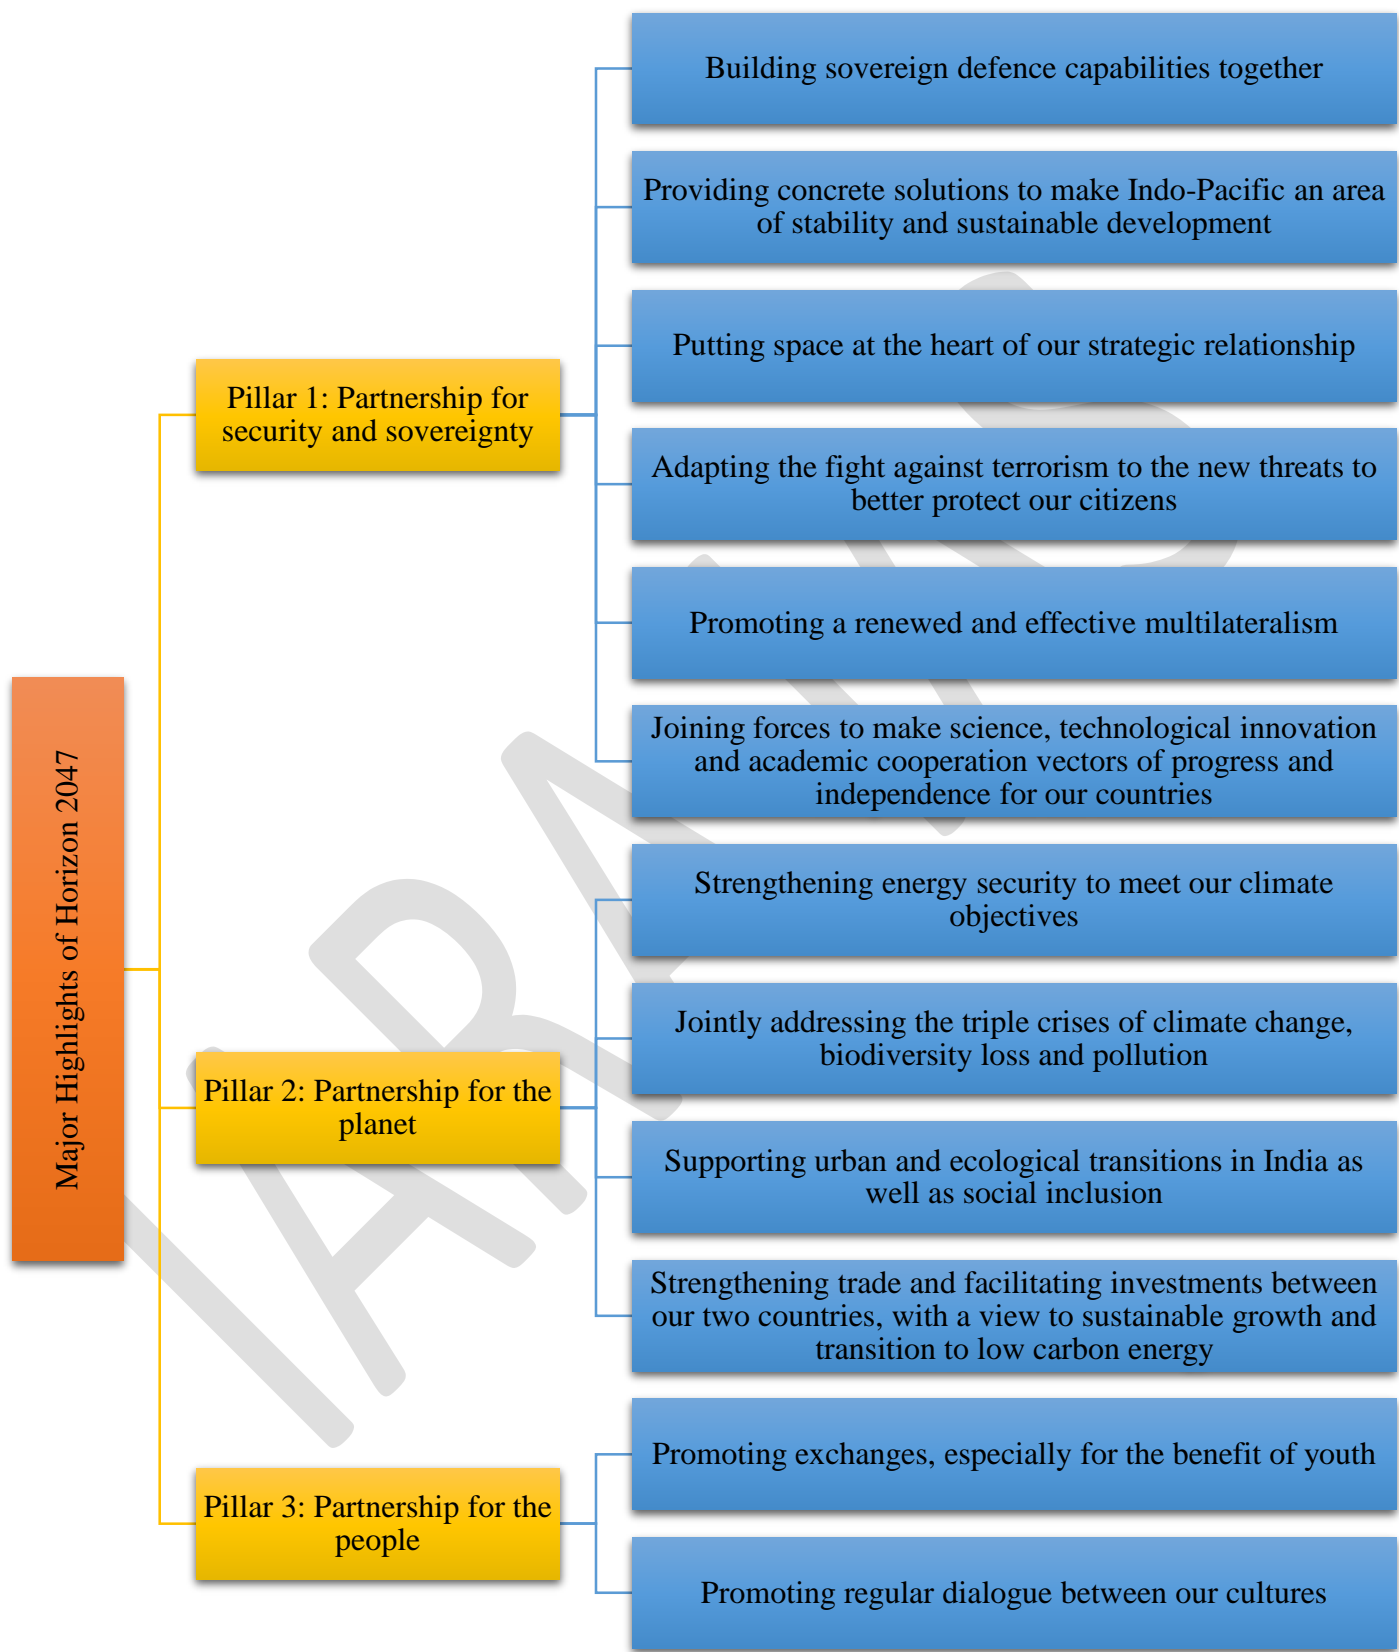 Major Highlights of Horizon 2047
Pillar 1: Partnership for
security and sovereignty
Building sovereign defence capabilities together
Providing concrete solutions to make Indo-Pacific an area
of stability and sustainable development
Putting space at the heart of our strategic relationship
Adapting the fight against terrorism to the new threats to
better protect our citizens
Promoting a renewed and effective multilateralism
Joining forces to make science, technological innovation
and academic cooperation vectors of progress and
independence for our countries
Pillar 2: Partnership for the
planet
Strengthening energy security to meet our climate
objectives
Jointly addressing the triple crises of climate change,
biodiversity loss and pollution
Supporting urban and ecological transitions in India as
well as social inclusion
Strengthening trade and facilitating investments between
our two countries, with a view to sustainable growth and
transition to low carbon energy
Pillar 3: Partnership for the
people
Promoting exchanges, especially for the benefit of youth
Promoting regular dialogue between our cultures